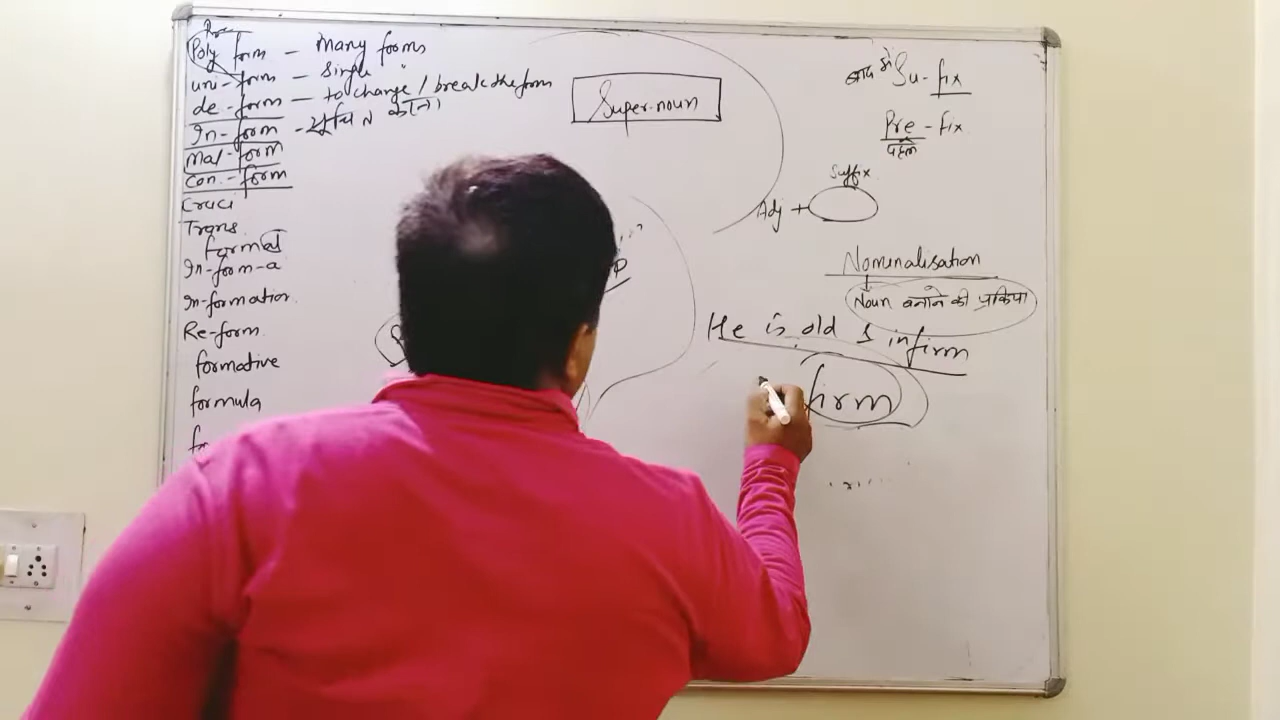 Poly form - Many forms
uni-form - Single "
de-form - to change / break the form
In-form - सूचित करना
Mal-form
Con-form
Cruci
Trans
formal
In-form-a
In-formation
Re-form
formative
formula
Super-noun
बाद में Su-fix
Pre-fix
पहले
Suffix
Adj +
Nominalisation
Noun बनाने की प्रक्रिया
He is old & infirm
firm